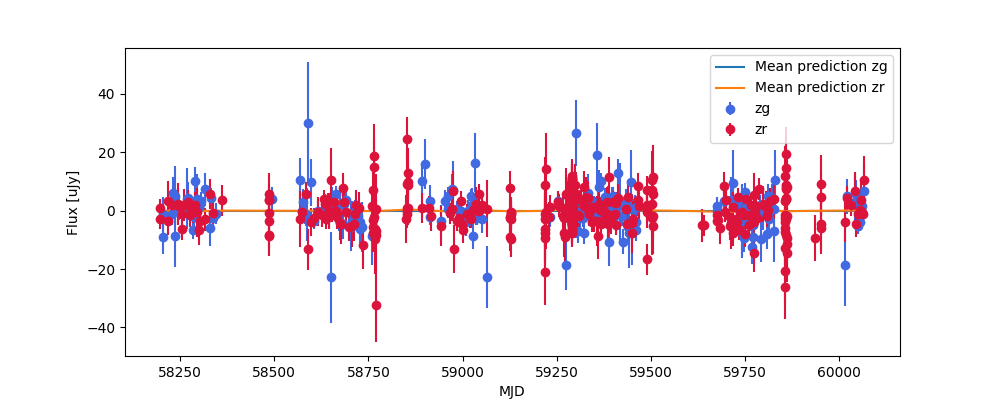 Mean prediction zg
Mean prediction zr
zg
zr
Flux [uJy]
40
20
0
−20
−40
58250
58500
58750
59000
59250
59500
59750
60000
MJD